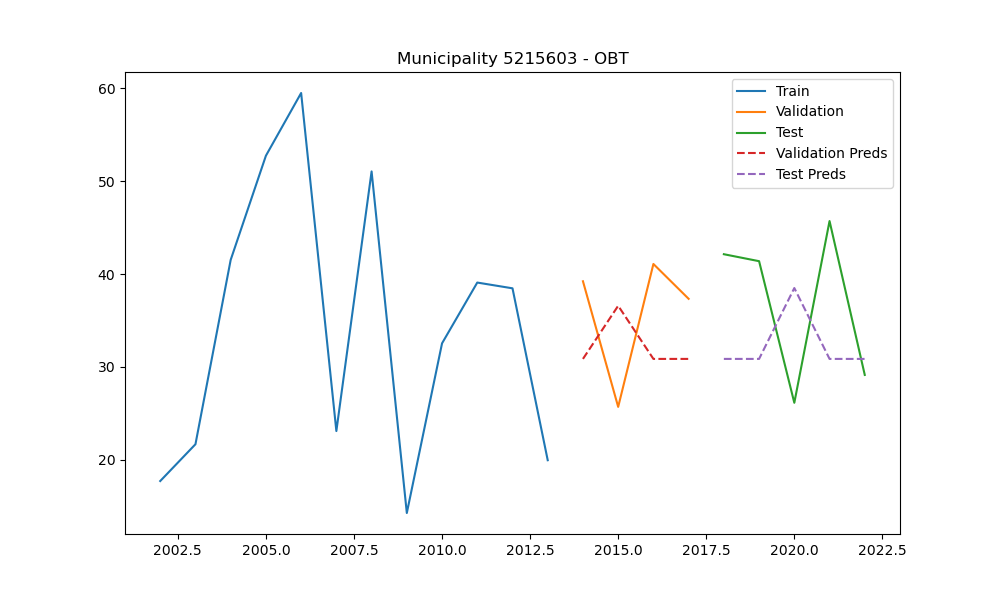 Municipality 5215603 - OBT
Train
Validation
Test
Validation Preds
Test Preds
60
50
40
30
20
2002.5 2005.0 2007.5 2010.0 2012.5 2015.0 2017.5 2020.0 2022.5